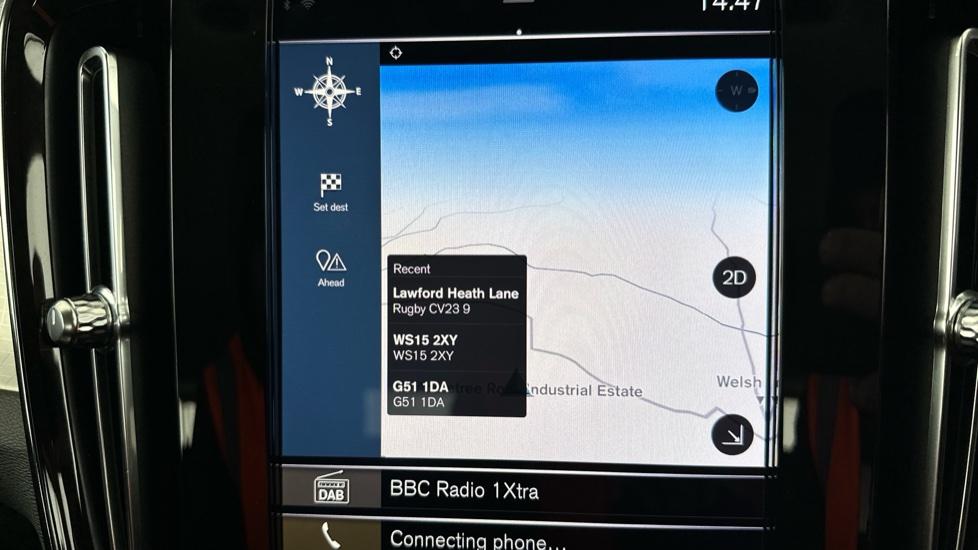 14:47
N
W E
S
W
Set dest
Ahead
2D
Recent
Lawford Heath Lane
Rugby CV23 9
WS15 2XY
WS15 2XY
G51 1DA
G51 1DA
Industrial Estate
Welsh
DAB
BBC Radio 1Xtra
Connecting phone...